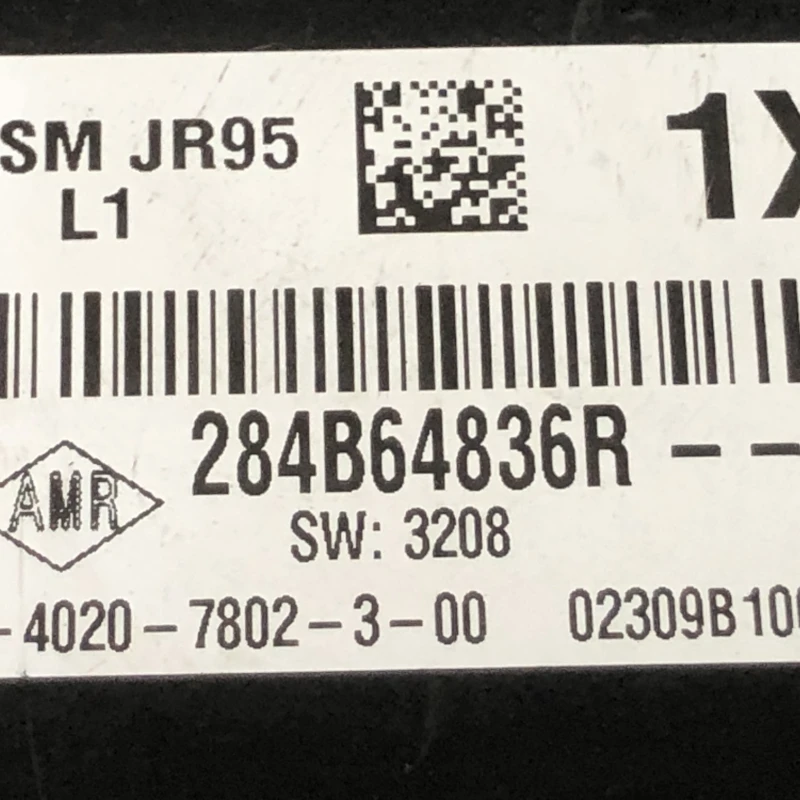 SM JR95 1X
L1
284B64836R - -
AMR
SW: 3208
-4020-7802-3-00 02309B10